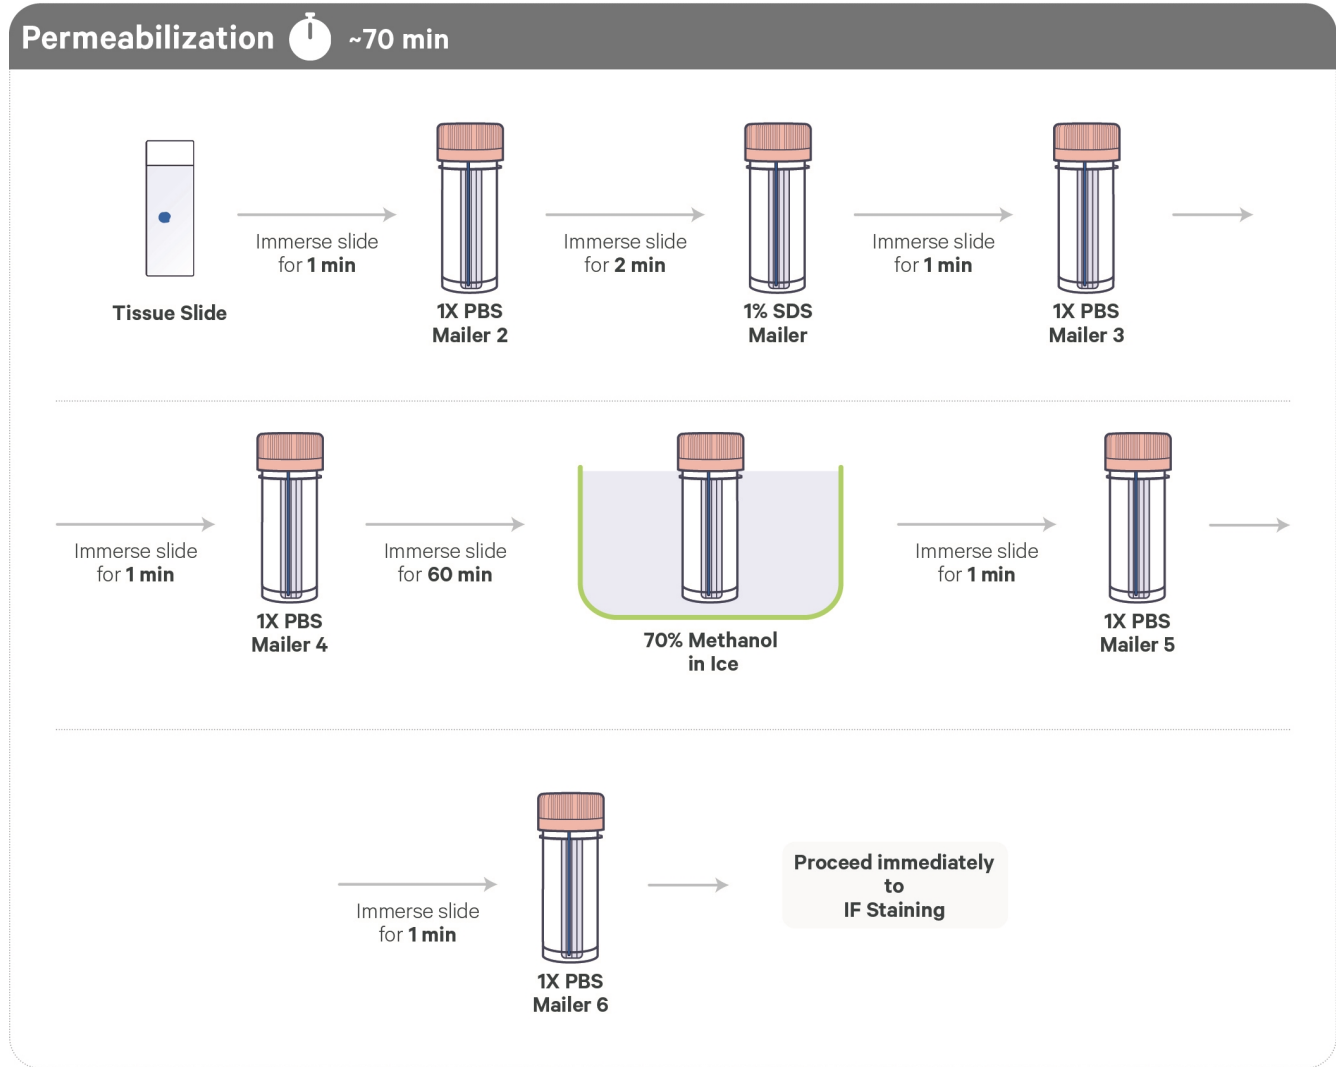 Permeabilization ~70 min
Immerse slide
for 1 min
Immerse slide
for 2 min
Immerse slide
for 1 min
Tissue Slide
1X PBS
Mailer 2
1% SDS
Mailer
1X PBS
Mailer 3
Immerse slide
for 1 min
Immerse slide
for 60 min
Immerse slide
for 1 min
1X PBS
Mailer 4
70% Methanol
in Ice
1X PBS
Mailer 5
Immerse slide
for 1 min
1X PBS
Mailer 6
Proceed immediately
to
IF Staining